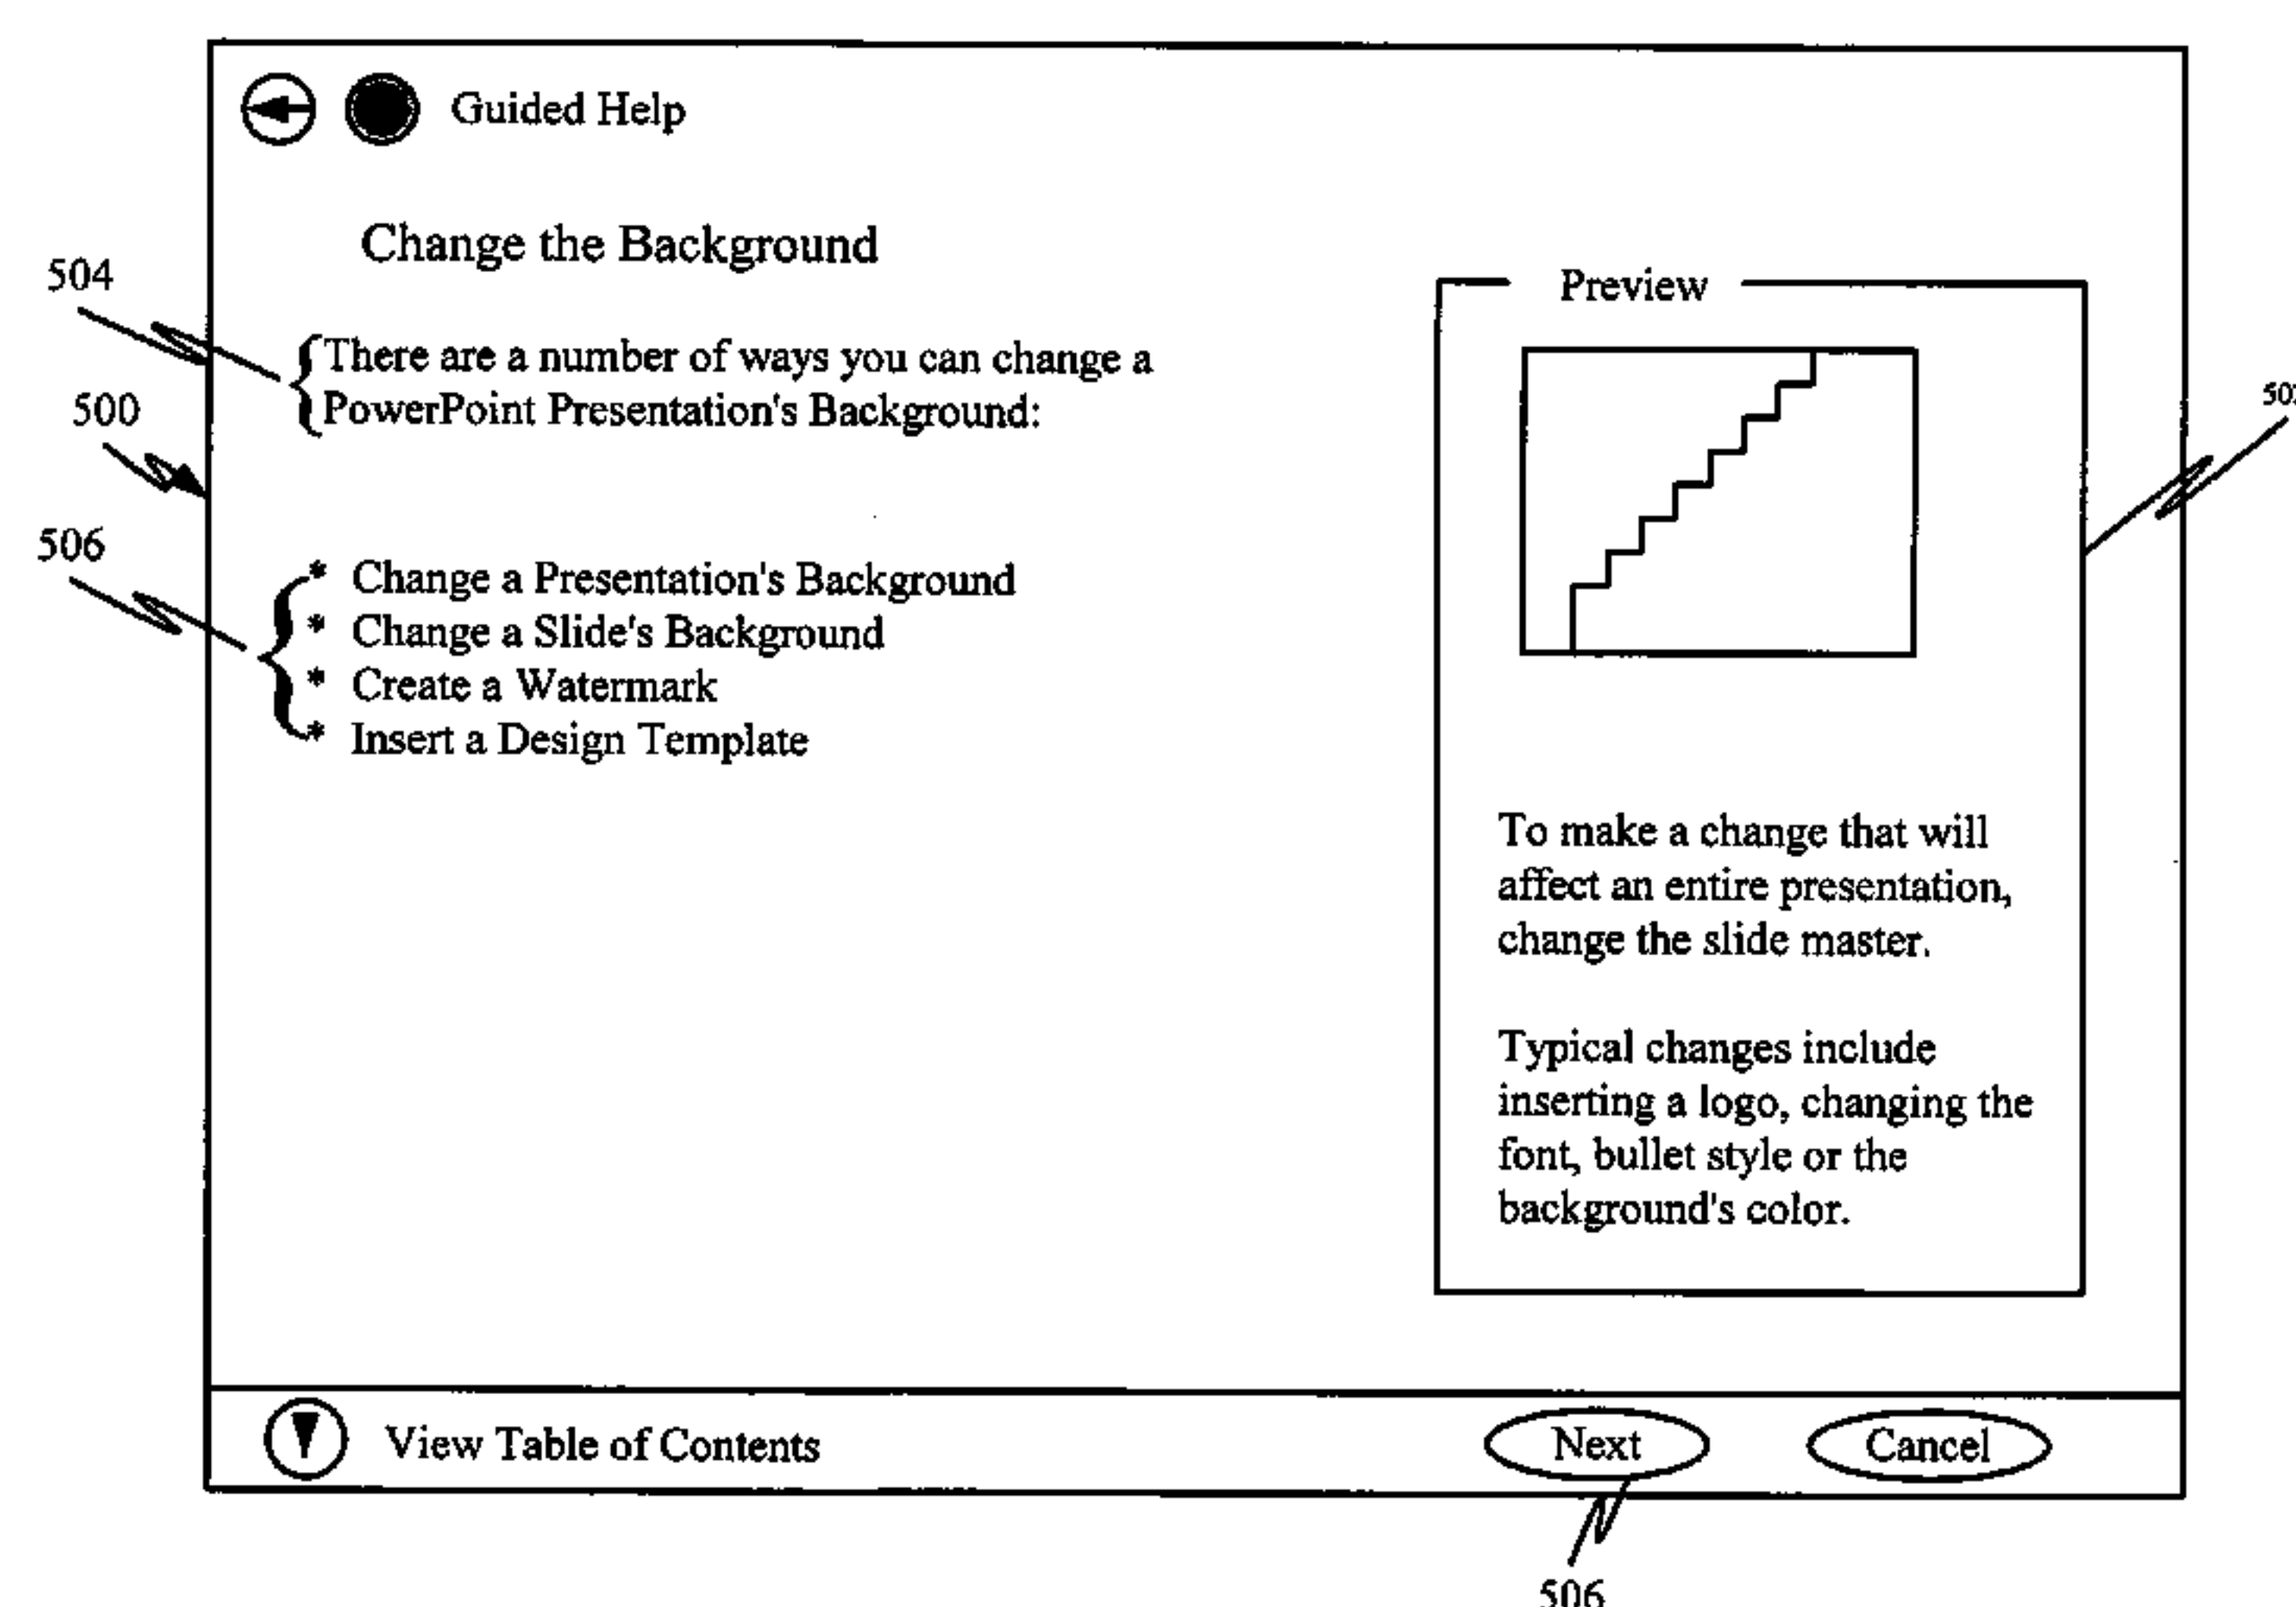 Guided Help
Change the Background
504
There are a number of ways you can change a
PowerPoint Presentation's Background:
500
506
* Change a Presentation's Background
* Change a Slide's Background
* Create a Watermark
* Insert a Design Template
Preview
To make a change that will
affect an entire presentation,
change the slide master.
Typical changes include
inserting a logo, changing the
font, bullet style or the
background's color.
View Table of Contents
Next
Cancel
506